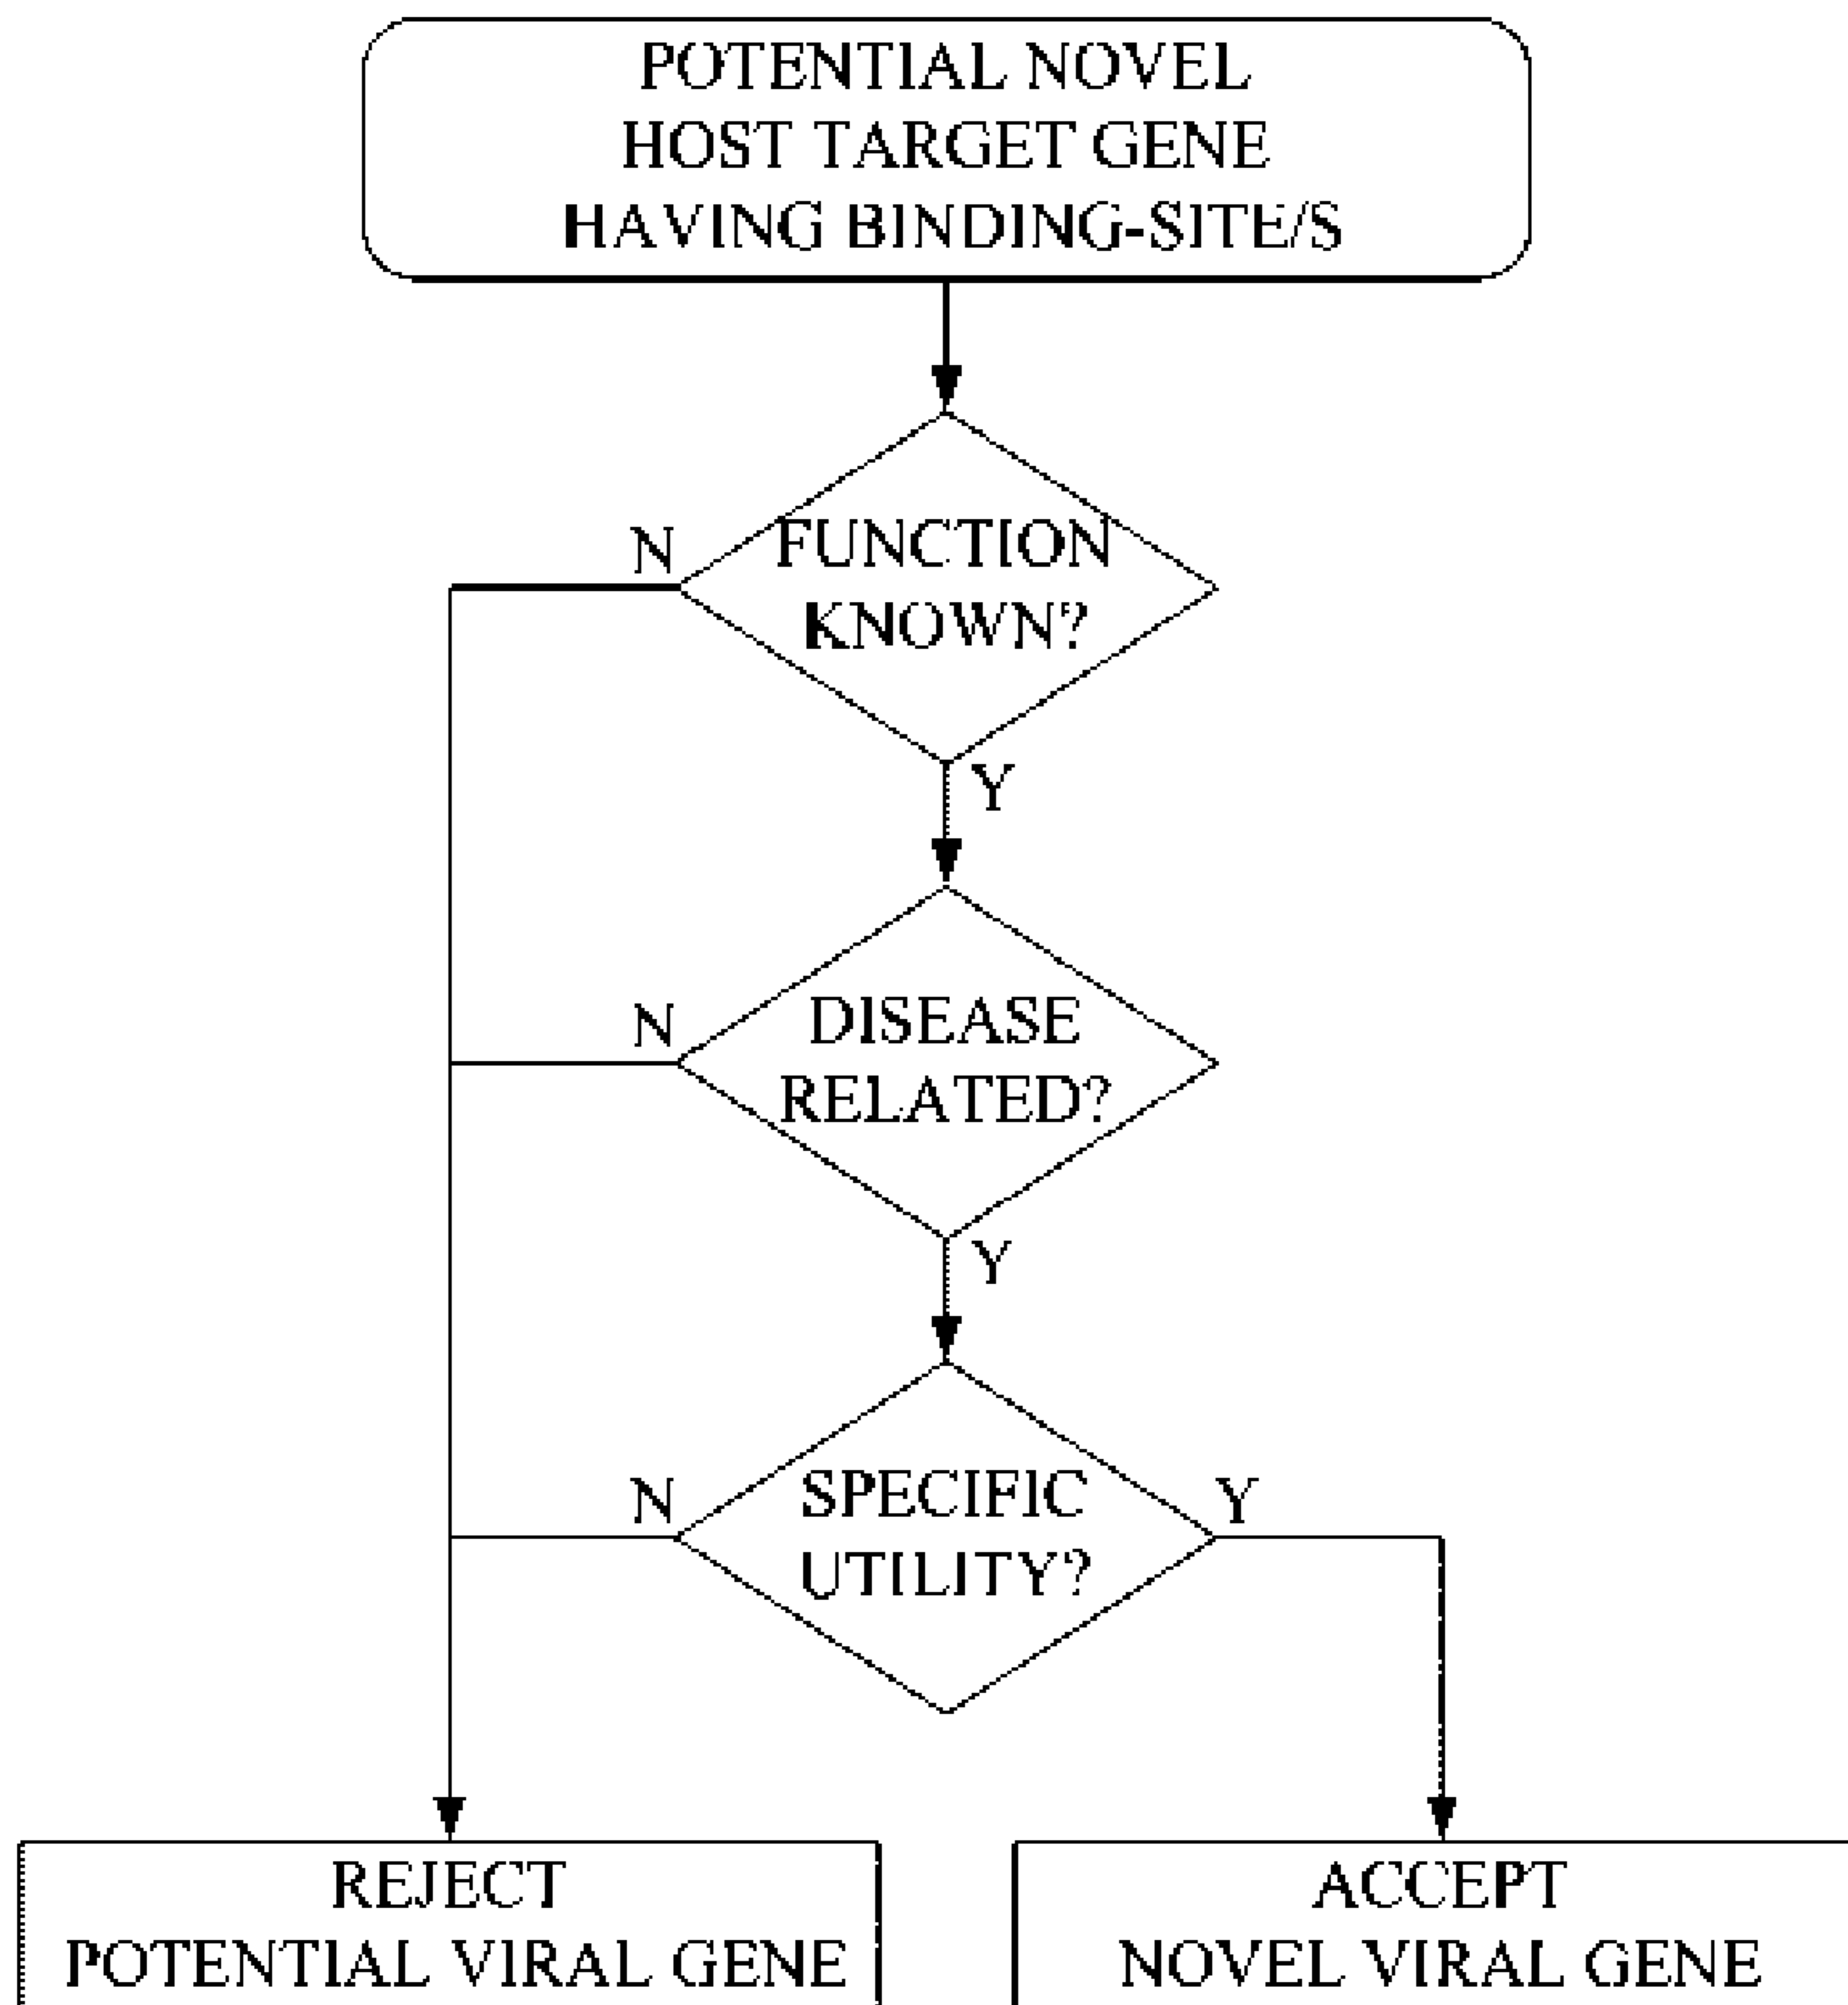 POTENTIAL NOVEL
HOST TARGET GENE
HAVING BINDING-SITE/S
N
FUNCTION
KNOWN?
Y
N
DISEASE
RELATED?
Y
N
SPECIFIC
UTILITY?
Y
REJECT
POTENTIAL VIRAL GENE
ACCEPT
NOVEL VIRAL GENE